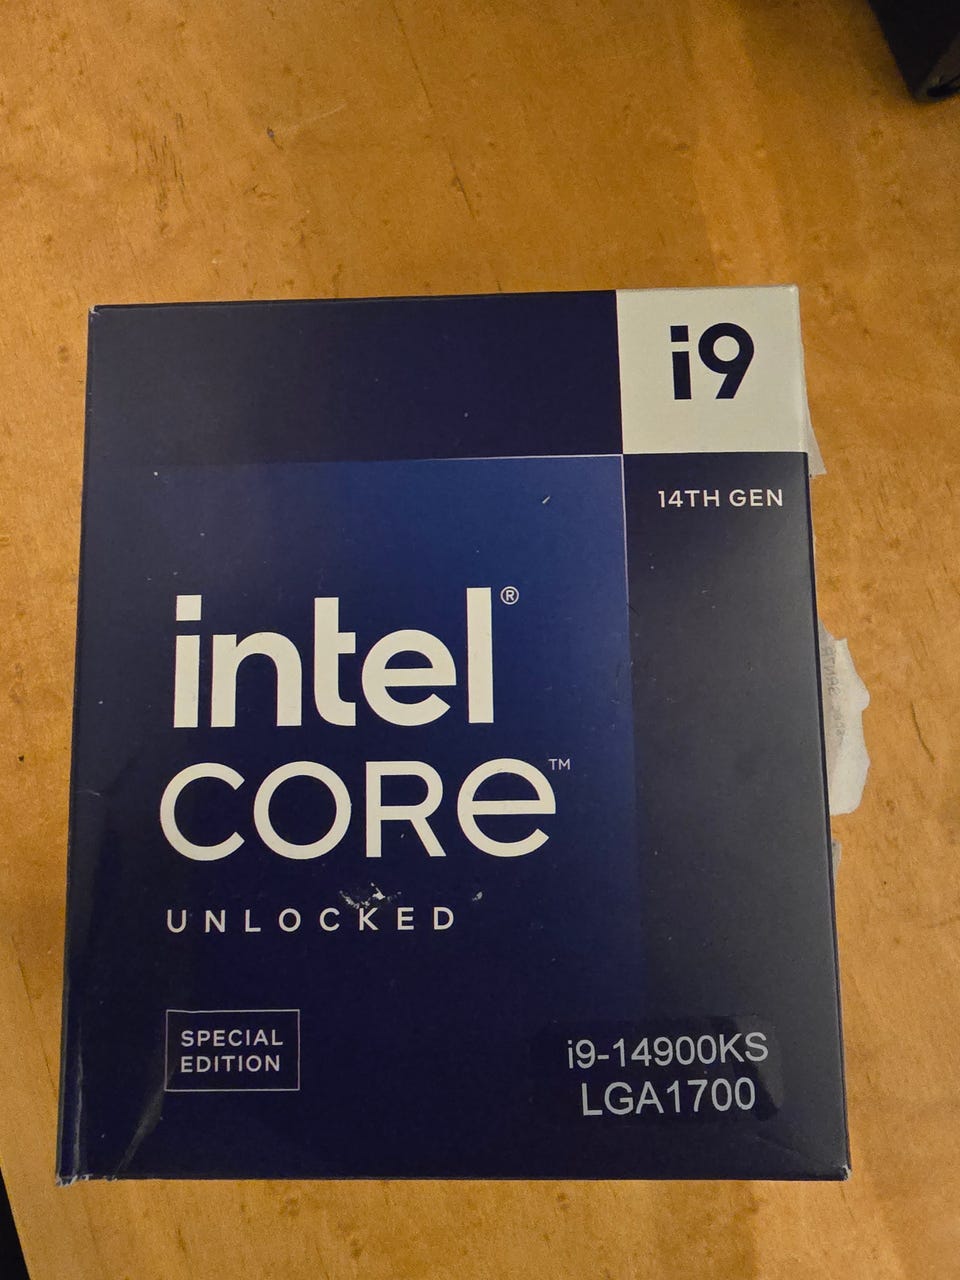 i9
14TH GEN
intel®
CORE™
UNLOCKED
SPECIAL
EDITION
i9-14900KS
LGA1700